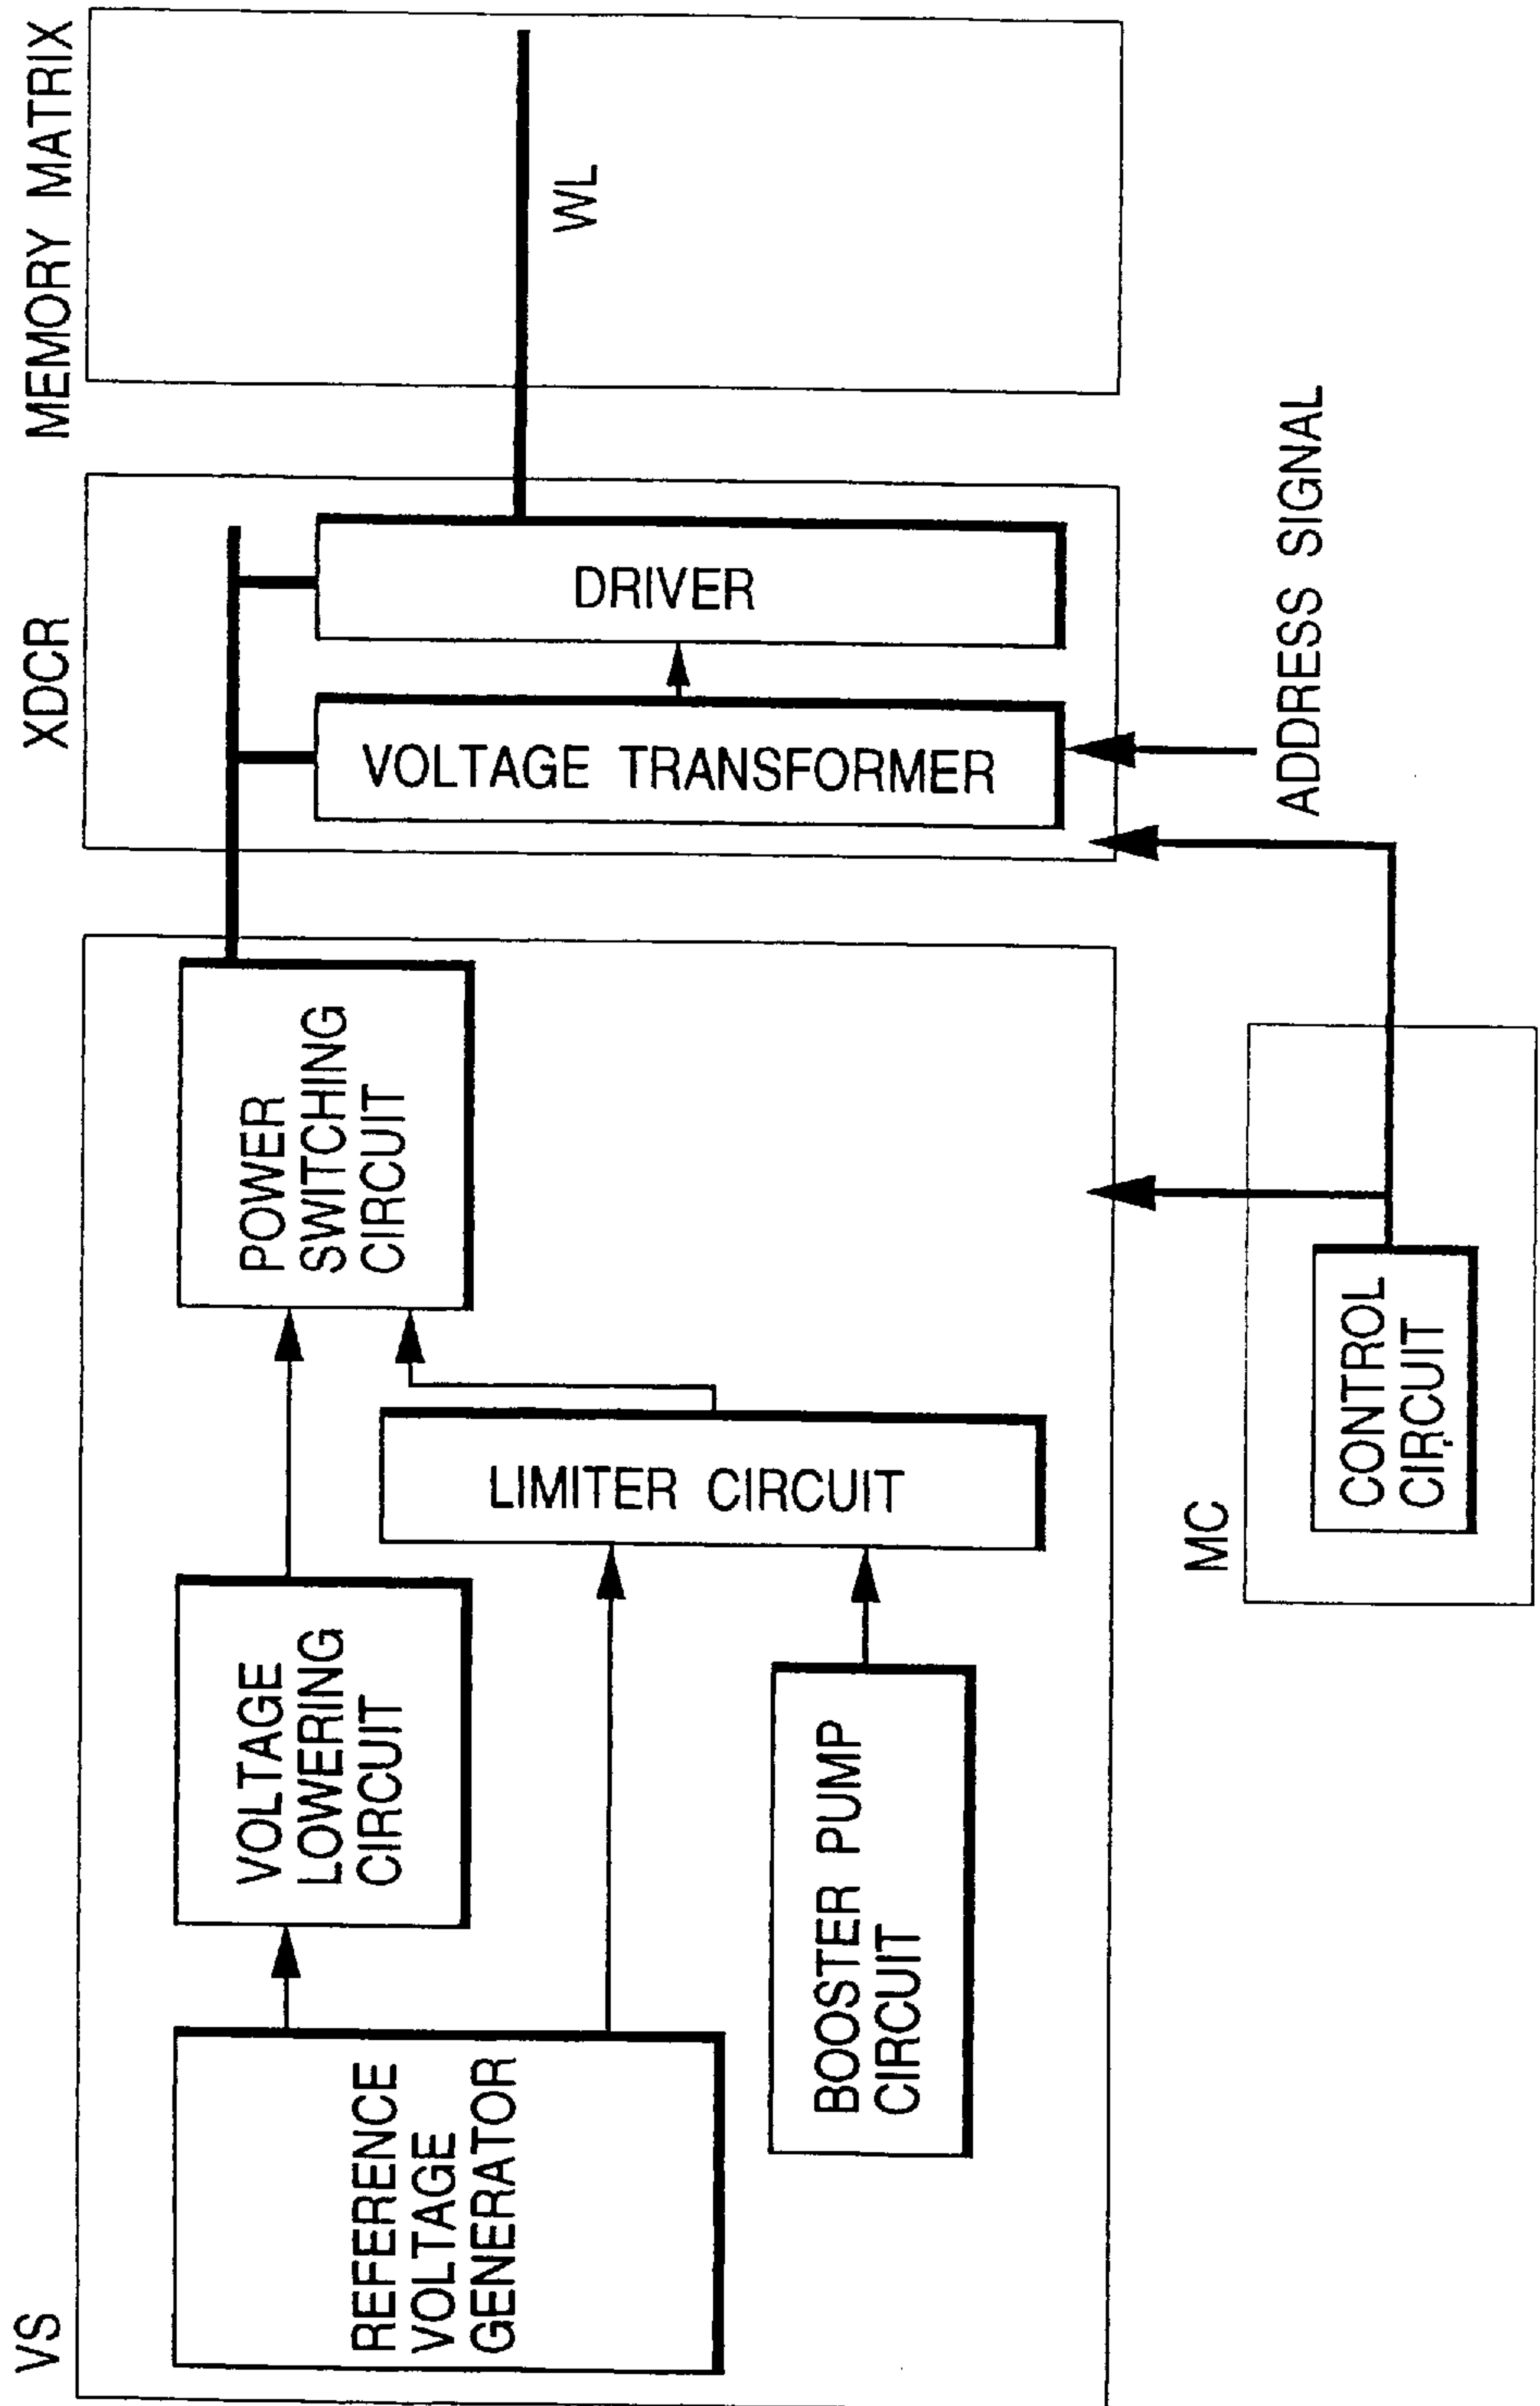 VS
XDCR
MEMORY MATRIX
REFERENCE
VOLTAGE
GENERATOR
VOLTAGE
LOWERING
CIRCUIT
POWER
SWITCHING
CIRCUIT
BOOSTER PUMP
CIRCUIT
LIMITER CIRCUIT
VOLTAGE TRANSFORMER
DRIVER
WL
MC
CONTROL
CIRCUIT
ADDRESS SIGNAL